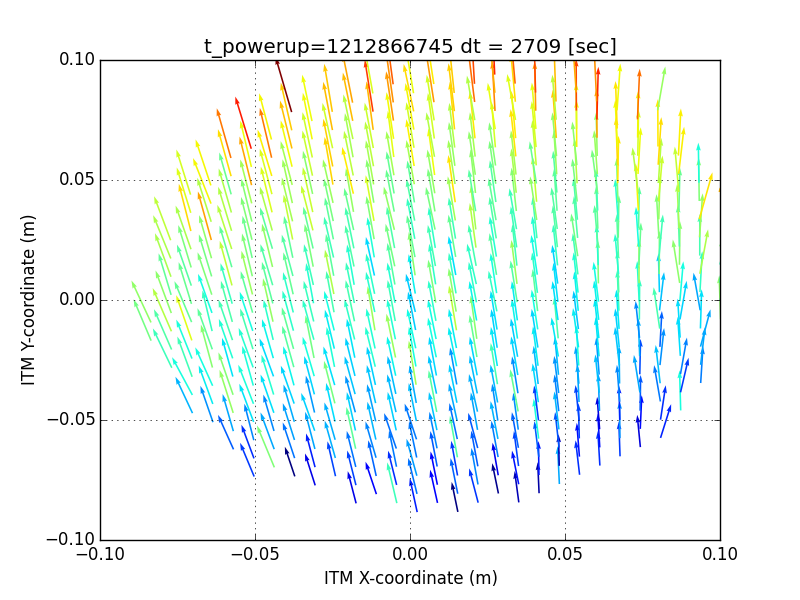 t_powerup=1212866745 dt = 2709 [sec]
0.10
0.05
0.00
−0.05
−0.10
ITM Y-coordinate (m)
−0.10 −0.05 0.00 0.05 0.10
ITM X-coordinate (m)